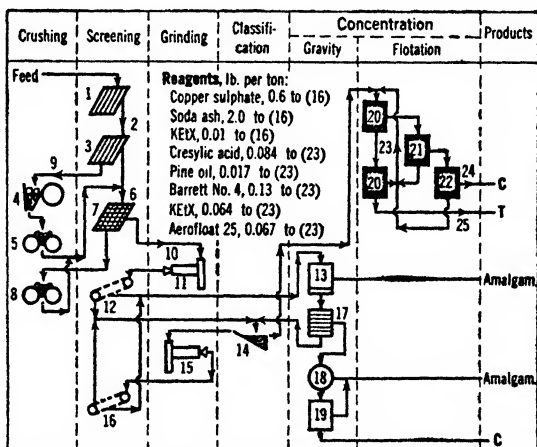 Crushing
Screening
Grinding
Classifi-
cation
Concentration
Gravity
Flotation
Products
Feed
Reagents, lb. per ton:
Copper sulphate, 0.6 to (16)
Soda ash, 2.0 to (16)
KEtX, 0.01 to (16)
Cresylic acid, 0.084 to (23)
Pine oil, 0.017 to (23)
Barrett No. 4, 0.13 to (23)
KEtX, 0.064 to (23)
Aerofloat 25, 0.067 to (23)
1
2
3
9
4
5
6
7
8
10
11
12
13
14
15
16
17
18
19
20
23
21
20
22
24
25
C
T
Amalgam.
Amalgam.
C